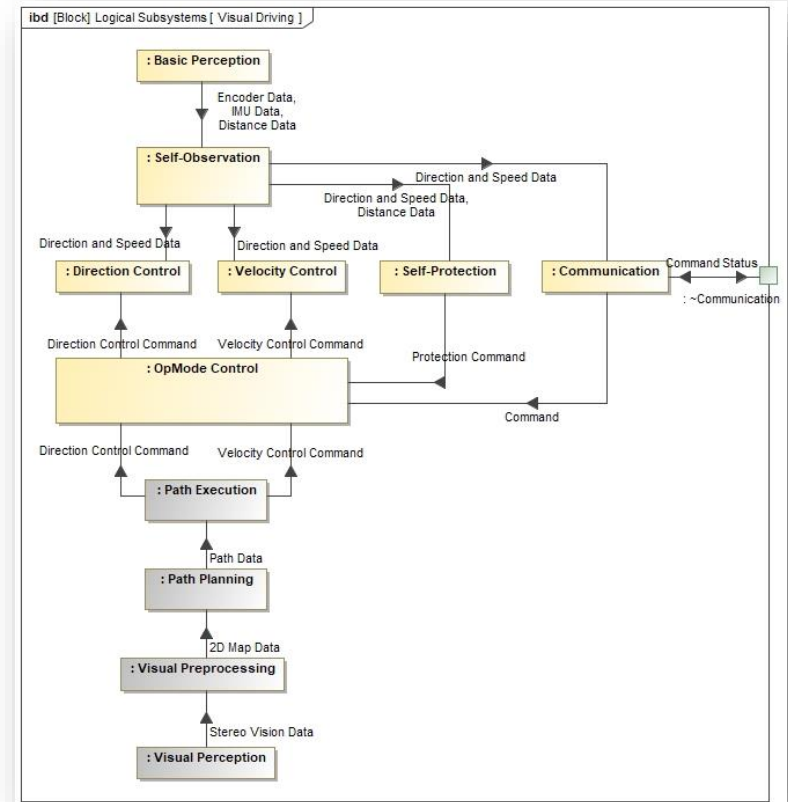 ibd [Block] Logical Subsystems [ Visual Driving ]
: Basic Perception
Encoder Data,
IMU Data,
Distance Data
: Self-Observation
Direction and Speed Data
Direction and Speed Data,
Distance Data
Direction and Speed Data
Direction and Speed Data
: Direction Control
: Velocity Control
: Self-Protection
: Communication
Command Status
: ~Communication
Direction Control Command
Velocity Control Command
Protection Command
: OpMode Control
Command
Direction Control Command
Velocity Control Command
: Path Execution
Path Data
: Path Planning
2D Map Data
: Visual Preprocessing
Stereo Vision Data
: Visual Perception